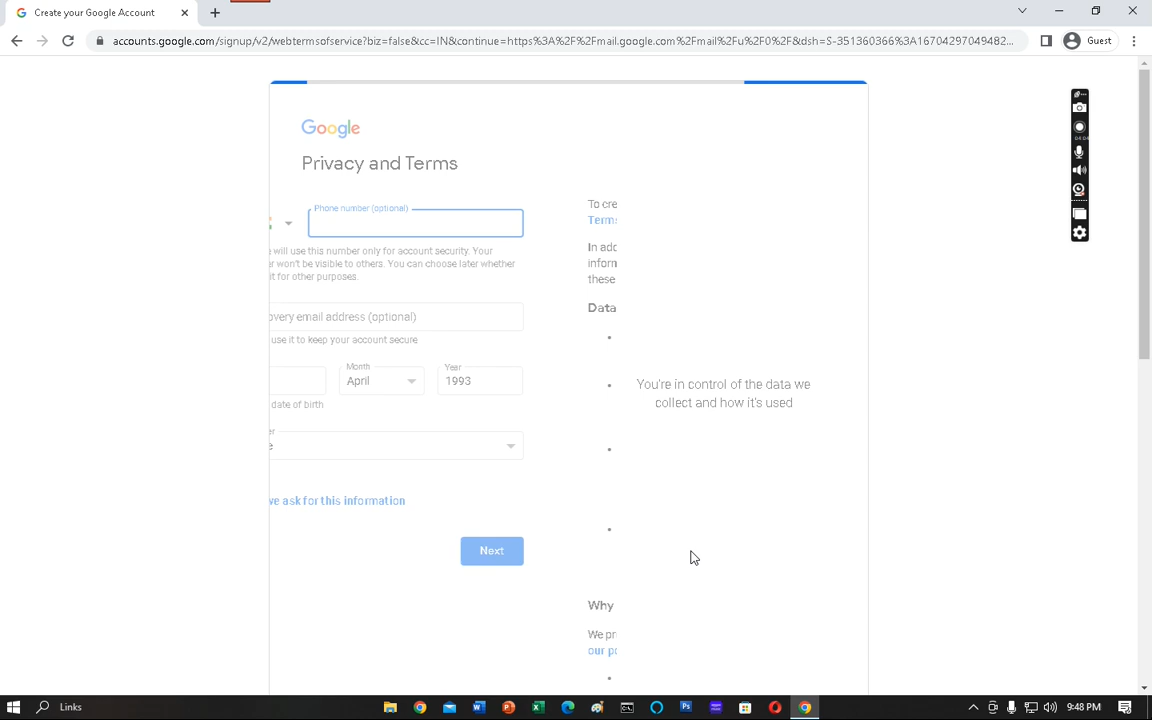 Create your Google Account
accounts.google.com/signup/v2/webtermsofservice?biz=false&cc=IN&continue=https%3A%2F%2Fmail.google.com%2Fmail%2Fu%2F0%2F&dsh=S-351360366%3A16704297049482...
Guest
Google
Privacy and Terms
Phone number (optional)
will use this number only for account security. Your
er won't be visible to others. You can choose later whether
it for other purposes.
overy email address (optional)
use it to keep your account secure
Month
April
Year
1993
date of birth
er
e
we ask for this information
Next
To cre
Terms
In add
inform
these
Data
You're in control of the data we
collect and how it's used
Why
We pr
our po
Links
9:48 PM